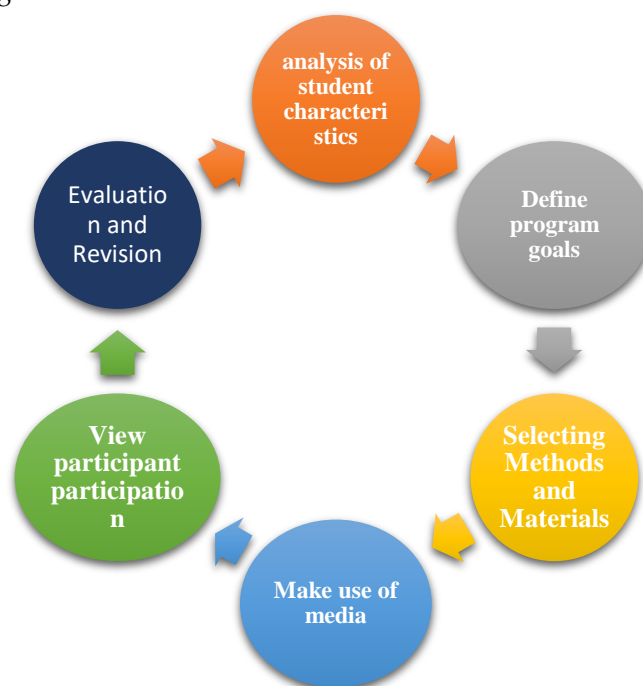 analysis of
student
characteri
stics
Define
program
goals
Selecting
Methods
and
Materials
Make use of
media
View
participant
participatio
n
Evaluatio
n and
Revision